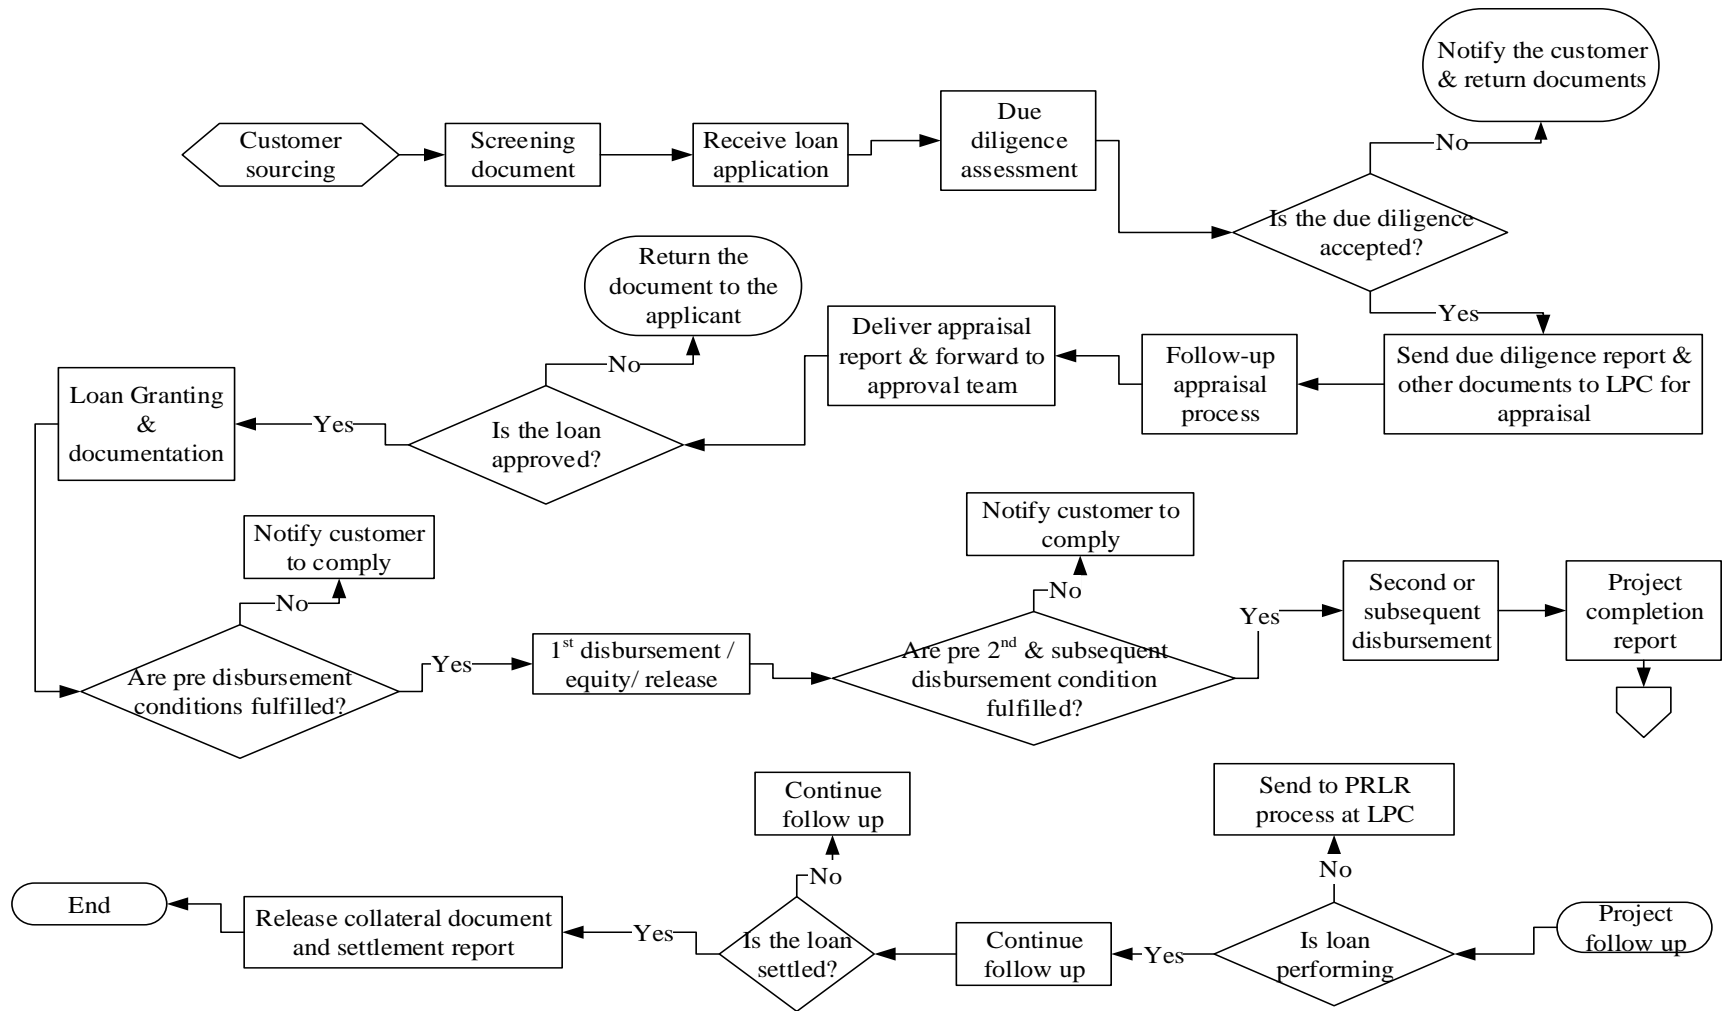 Customer
sourcing
Screening
document
Receive loan
application
Due
diligence
assessment
Notify the customer
& return documents
No
Is the due diligence
accepted?
Yes
Send due diligence report &
other documents to LPC for
appraisal
Follow-up
appraisal
process
Deliver appraisal
report & forward to
approval team
Return the
document to the
applicant
No
Is the loan
approved?
Yes
Loan Granting
&
documentation
Notify customer
to comply
No
Are pre disbursement
conditions fulfilled?
Yes
1st disbursement /
equity/ release
Notify customer to
comply
No
Are pre 2nd & subsequent
disbursement condition
fulfilled?
Yes
Second or
subsequent
disbursement
Project
completion
report
Project
follow up
Is loan
performing
No
Send to PRLR
process at LPC
Yes
Continue
follow up
Is the loan
settled?
No
Continue
follow up
Yes
Release collateral document
and settlement report
End